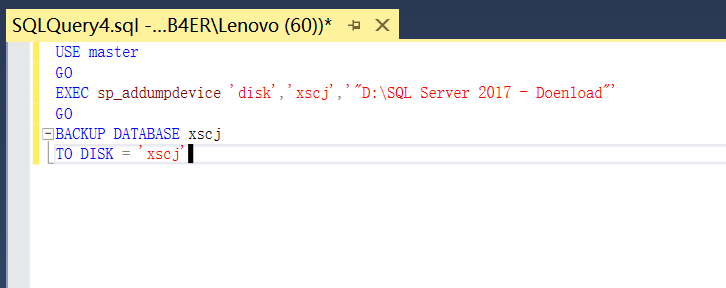 SQLQuery4.sql -...B4ER\Lenovo (60))*
USE master
GO
EXEC sp_addumpdevice 'disk','xscj','"D:\SQL Server 2017 - Doenload"'
GO
BACKUP DATABASE xscj
TO DISK = 'xscj'